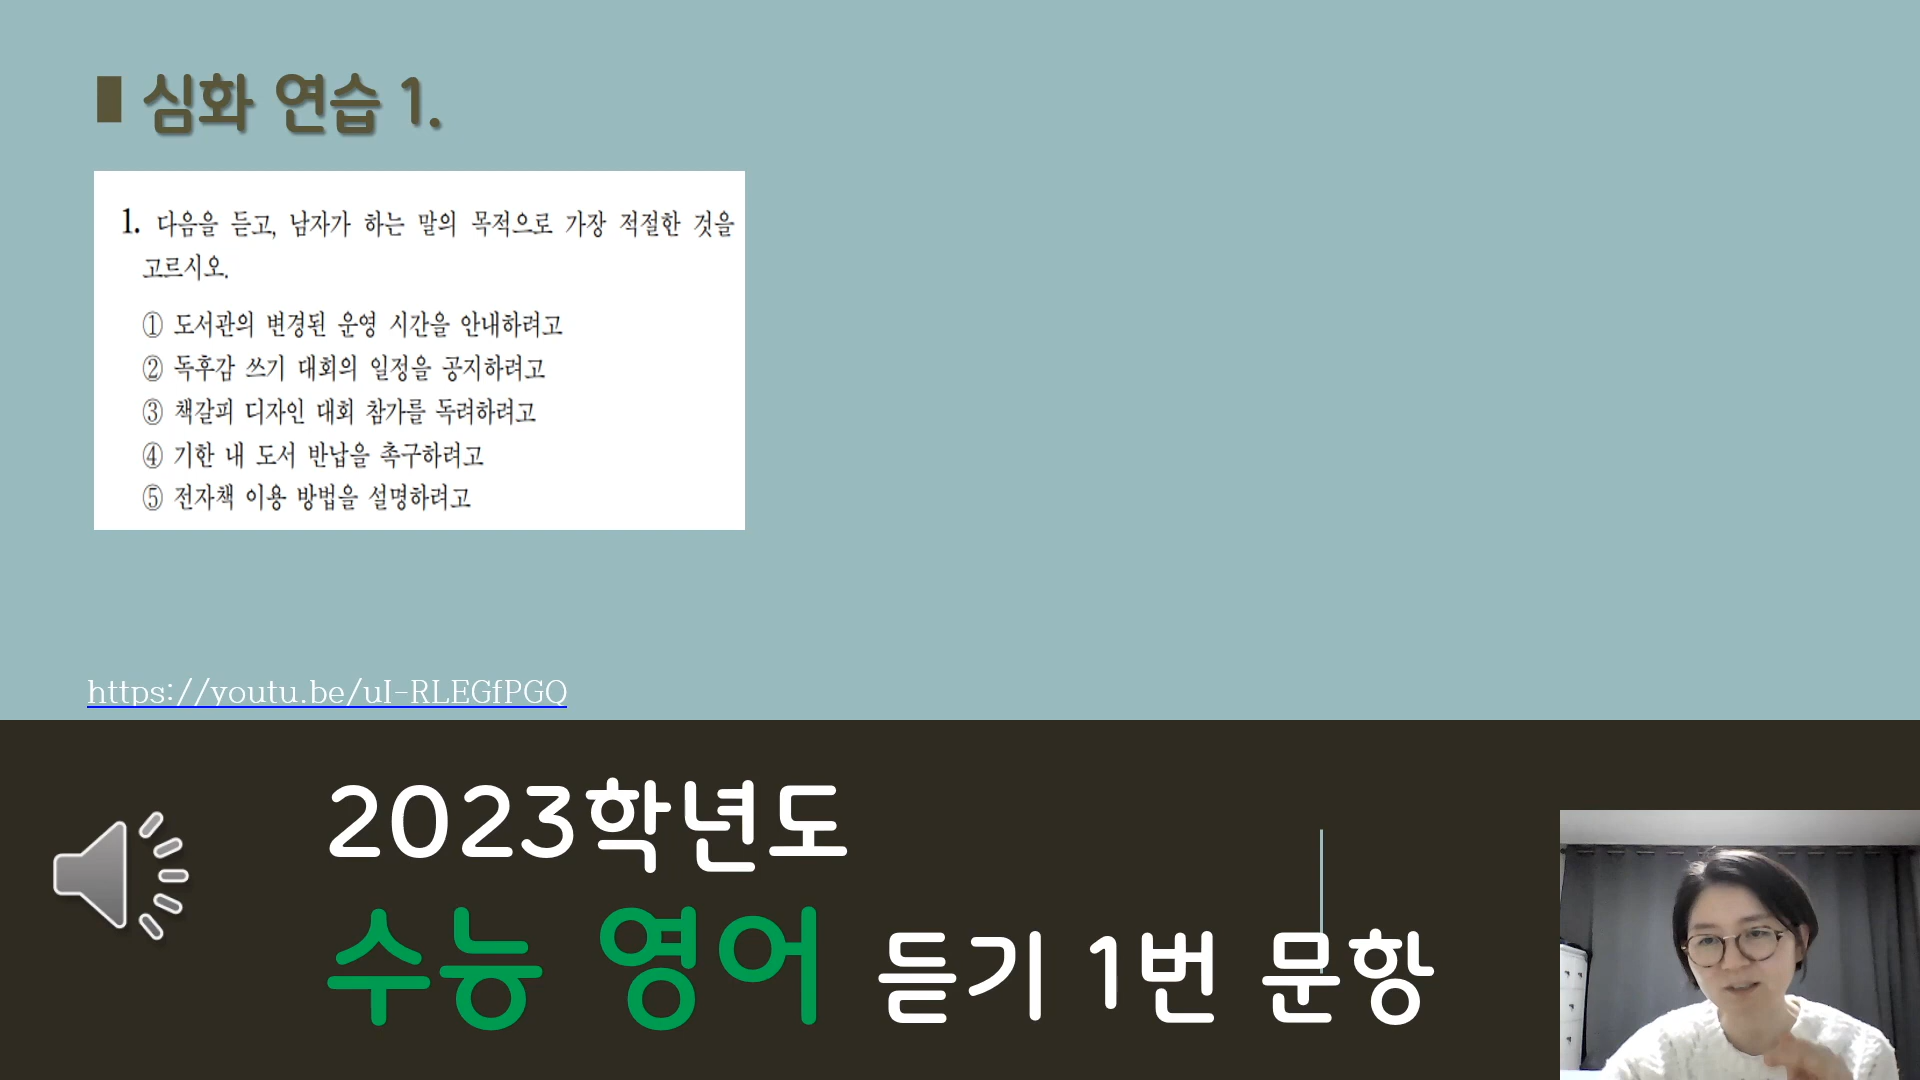 심화 연습 1.
1. 다음을 듣고, 남자가 하는 말의 목적으로 가장 적절한 것을
고르시오.
① 도서관의 변경된 운영 시간을 안내하려고
② 독후감 쓰기 대회의 일정을 공지하려고
③ 책갈피 디자인 대회 참가를 독려하려고
④ 기한 내 도서 반납을 촉구하려고
⑤ 전자책 이용 방법을 설명하려고
https://youtu.be/uI-RLEGfPGQ
2023학년도
수능 영어 듣기 1번 문항